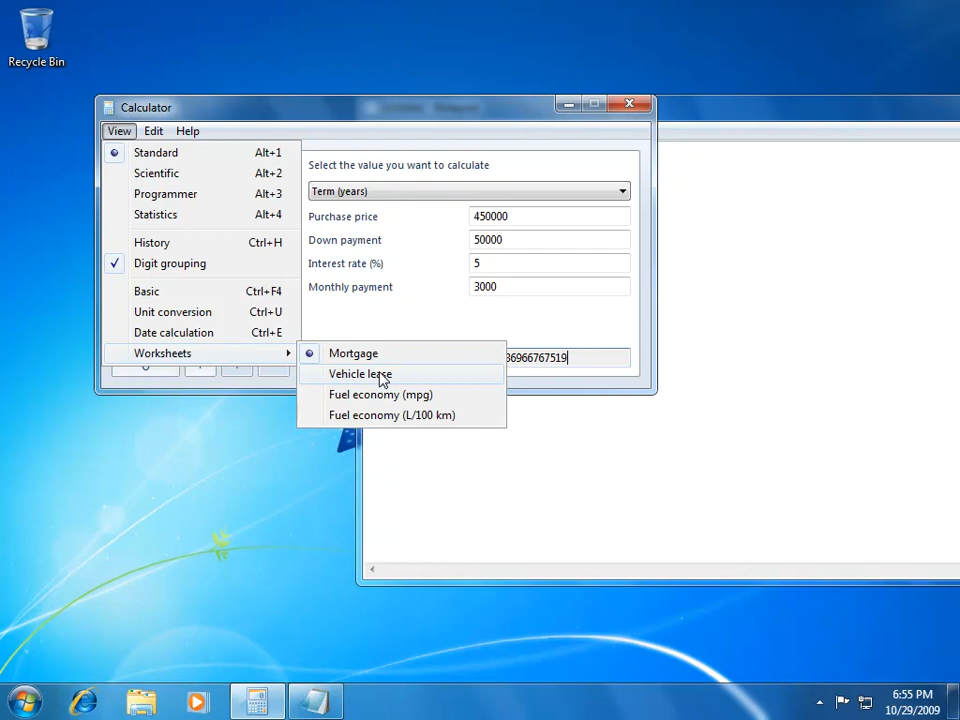 Recycle Bin
Calculator
View Edit Help
Standard Alt+1
Scientific Alt+2
Programmer Alt+3
Statistics Alt+4
History Ctrl+H
Digit grouping
Basic Ctrl+F4
Unit conversion Ctrl+U
Date calculation Ctrl+E
Worksheets
Select the value you want to calculate
Term (years)
Purchase price 450000
Down payment 50000
Interest rate (%) 5
Monthly payment 3000
Mortgage
Vehicle lease
Fuel economy (mpg)
Fuel economy (L/100 km)
36966767519
6:55 PM
10/29/2009